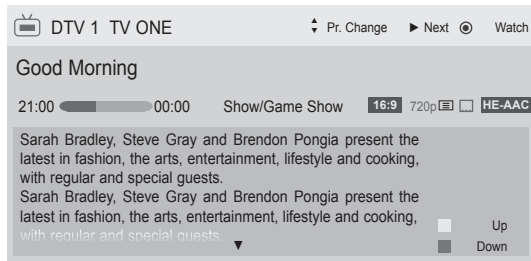 DTV 1 TV ONE Pr. Change Next Watch
Good Morning
21:00 00:00 Show/Game Show 16:9 720p HE-AAC
Sarah Bradley, Steve Gray and Brendon Pongia present the
latest in fashion, the arts, entertainment, lifestyle and cooking,
with regular and special guests.
Sarah Bradley, Steve Gray and Brendon Pongia present the
latest in fashion, the arts, entertainment, lifestyle and cooking,
with regular and special guests.
Up
Down